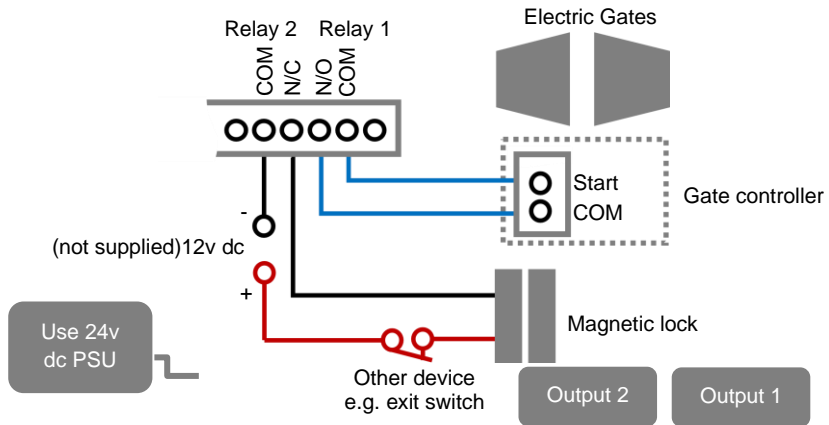 Electric Gates
Relay 2
Relay 1
COM
N/C
N/O
COM
Start
COM
Gate controller
-
(not supplied)12v dc
+
Magnetic lock
Use 24v
dc PSU
Other device
e.g. exit switch
Output 2
Output 1